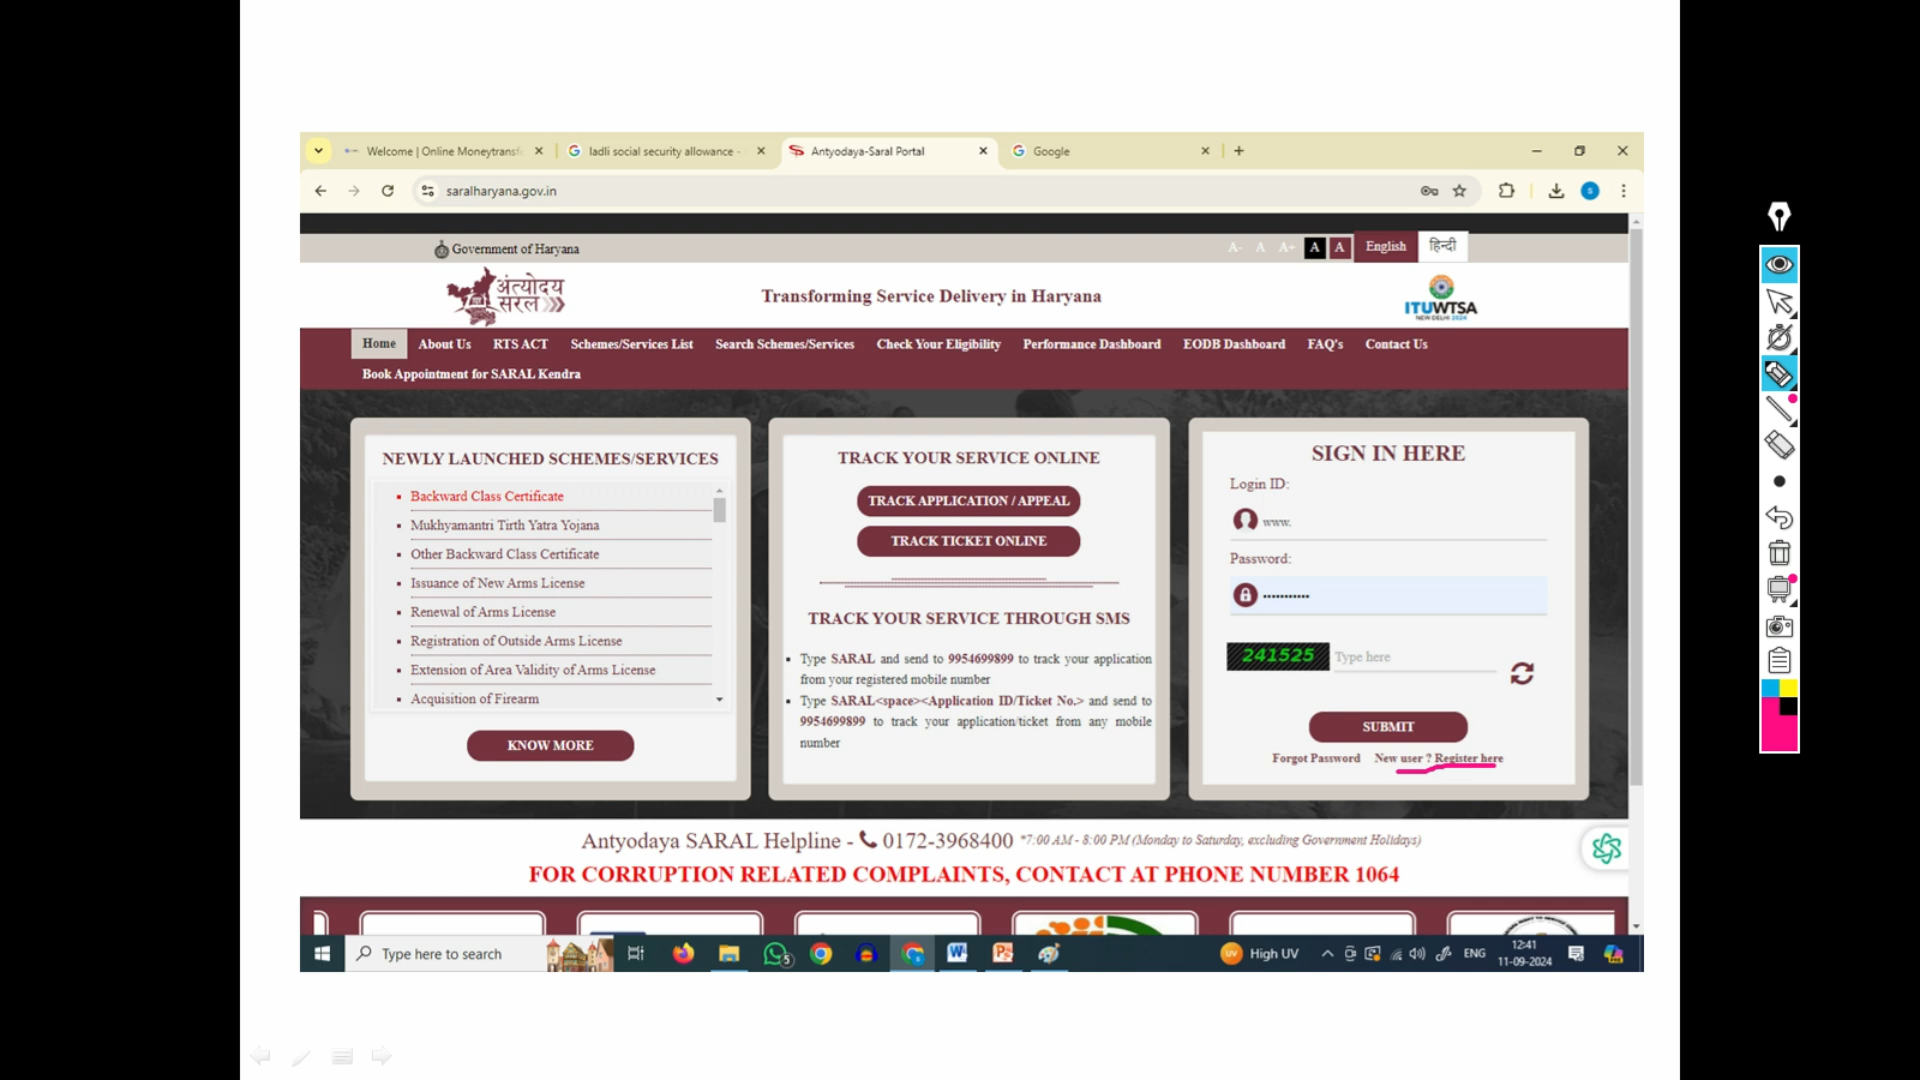 Welcome | Online Moneytransf
ladli social security allowance -
Antyodaya-Saral Portal
Google
saralharyana.gov.in
Government of Haryana
A- A A+ A A English हिन्दी
अंत्योदय
सरल
Transforming Service Delivery in Haryana
ITUWTSA
NEW DELHI 2024
Home About Us RTS ACT Schemes/Services List Search Schemes/Services Check Your Eligibility Performance Dashboard EODB Dashboard FAQ's Contact Us
Book Appointment for SARAL Kendra
NEWLY LAUNCHED SCHEMES/SERVICES
Backward Class Certificate
Mukhyamantri Tirth Yatra Yojana
Other Backward Class Certificate
Issuance of New Arms License
Renewal of Arms License
Registration of Outside Arms License
Extension of Area Validity of Arms License
Acquisition of Firearm
KNOW MORE
TRACK YOUR SERVICE ONLINE
TRACK APPLICATION / APPEAL
TRACK TICKET ONLINE
TRACK YOUR SERVICE THROUGH SMS
Type SARAL and send to 9954699899 to track your application
from your registered mobile number
Type SARAL<space><Application ID/Ticket No.> and send to
9954699899 to track your application/ticket from any mobile
number
SIGN IN HERE
Login ID:
www.
Password:
241525 Type here
SUBMIT
Forgot Password New user ? Register here
Antyodaya SARAL Helpline - 0172-3968400 *7:00 AM - 8:00 PM (Monday to Saturday, excluding Government Holidays)
FOR CORRUPTION RELATED COMPLAINTS, CONTACT AT PHONE NUMBER 1064
Type here to search
5
High UV
ENG
12:41
11-09-2024